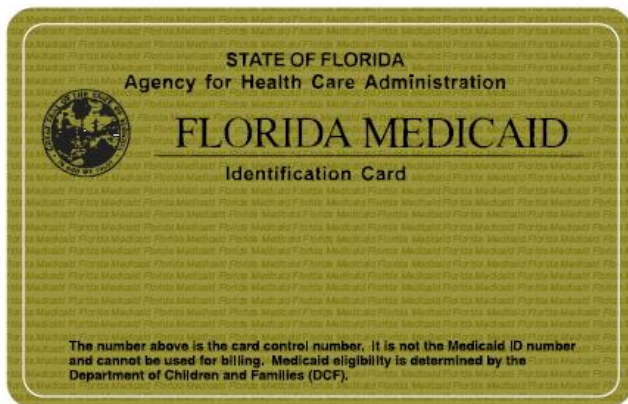 STATE OF FLORIDA
Agency for Health Care Administration
FLORIDA MEDICAID
Identification Card
The number above is the card control number. It is not the Medicaid ID number
and cannot be used for billing. Medicaid eligibility is determined by the
Department of Children and Families (DCF).